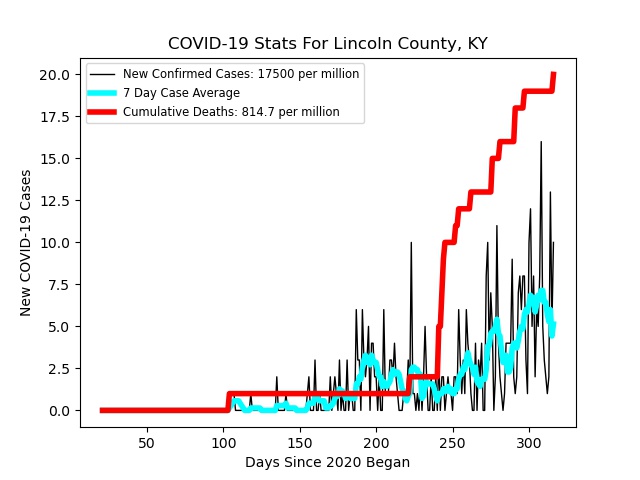 COVID-19 Stats For Lincoln County, KY
New Confirmed Cases: 17500 per million
7 Day Case Average
Cumulative Deaths: 814.7 per million
20.0
17.5
15.0
12.5
10.0
7.5
5.0
2.5
0.0
New COVID-19 Cases
50 100 150 200 250 300
Days Since 2020 Began